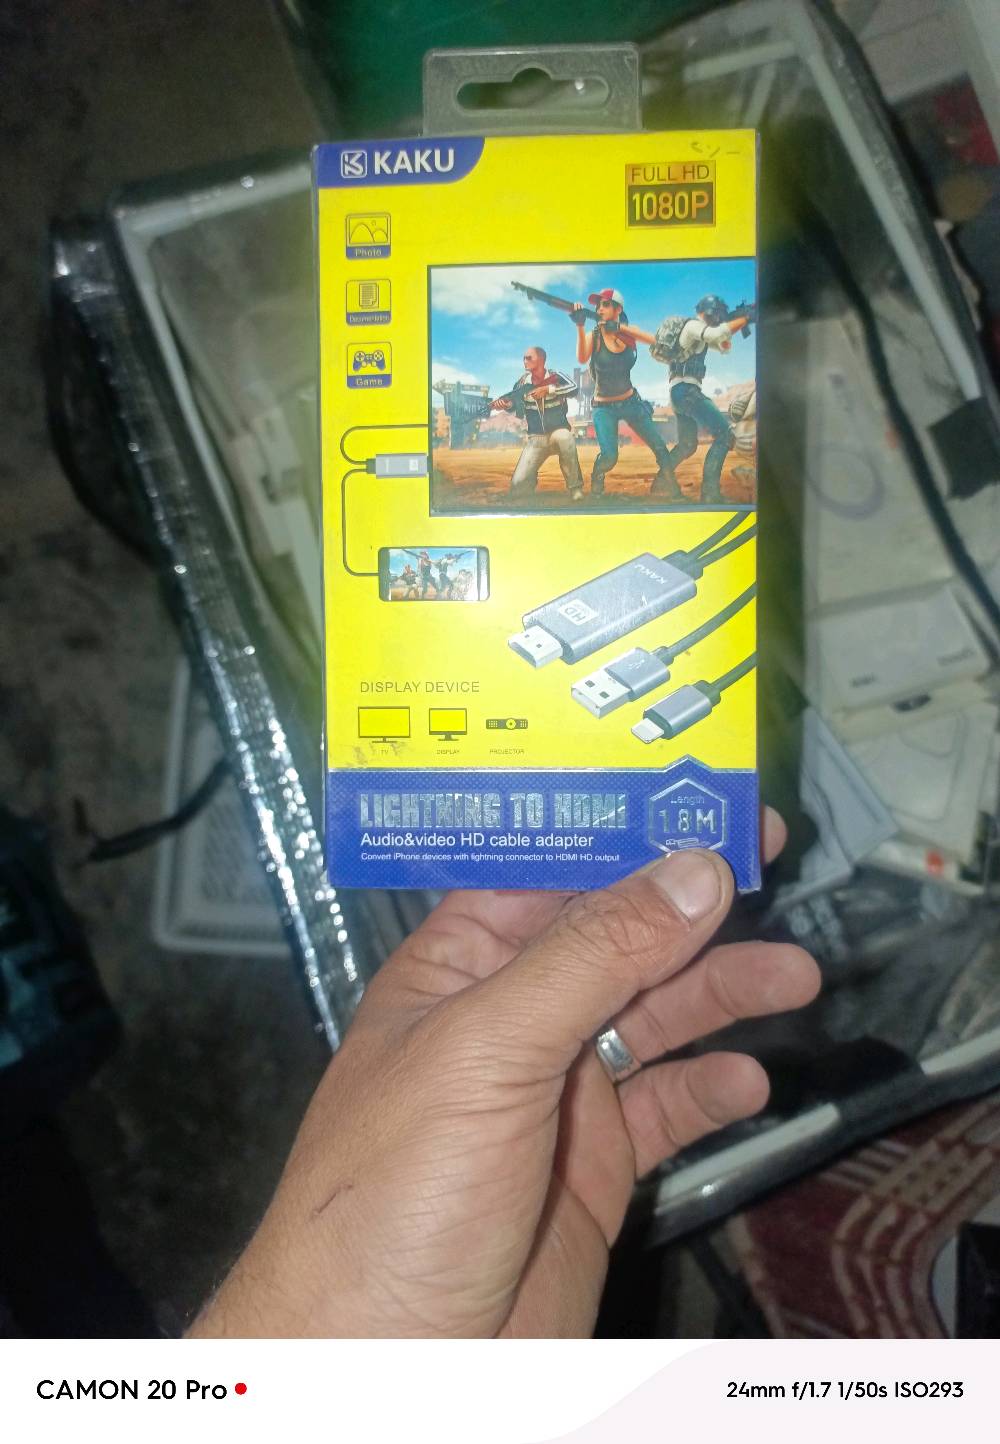 KAKU
FULL HD
1080P
Photo
Documentation
Game
KAKU
HD
DISPLAY DEVICE
TV
DISPLAY
PROJECTOR
LIGHTNING TO HDMI
Audio&video HD cable adapter
Convert iPhone devices with lightning connector to HDMI HD output
Length
1.8M
CAMON 20 Pro
24mm f/1.7 1/50s ISO293